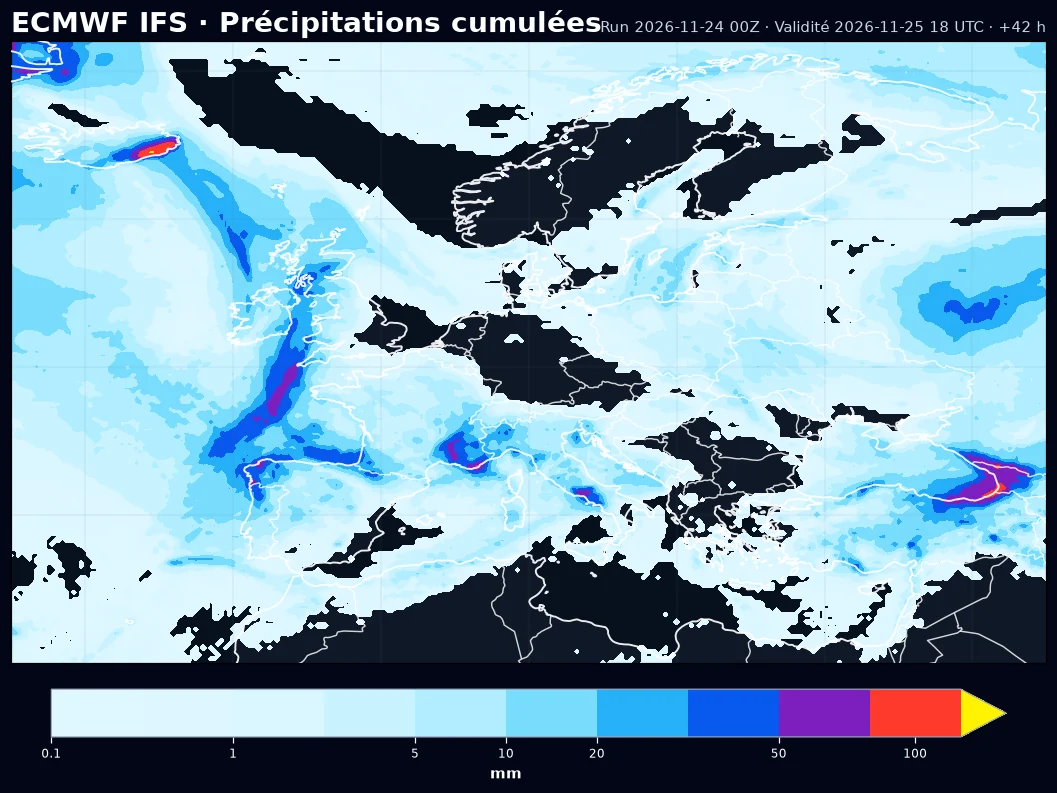 ECMWF IFS · Précipitations cumulées
Run 2026-11-24 00Z · Validité 2026-11-25 18 UTC · +42 h
0.1 1 5 10 20 50 100
mm